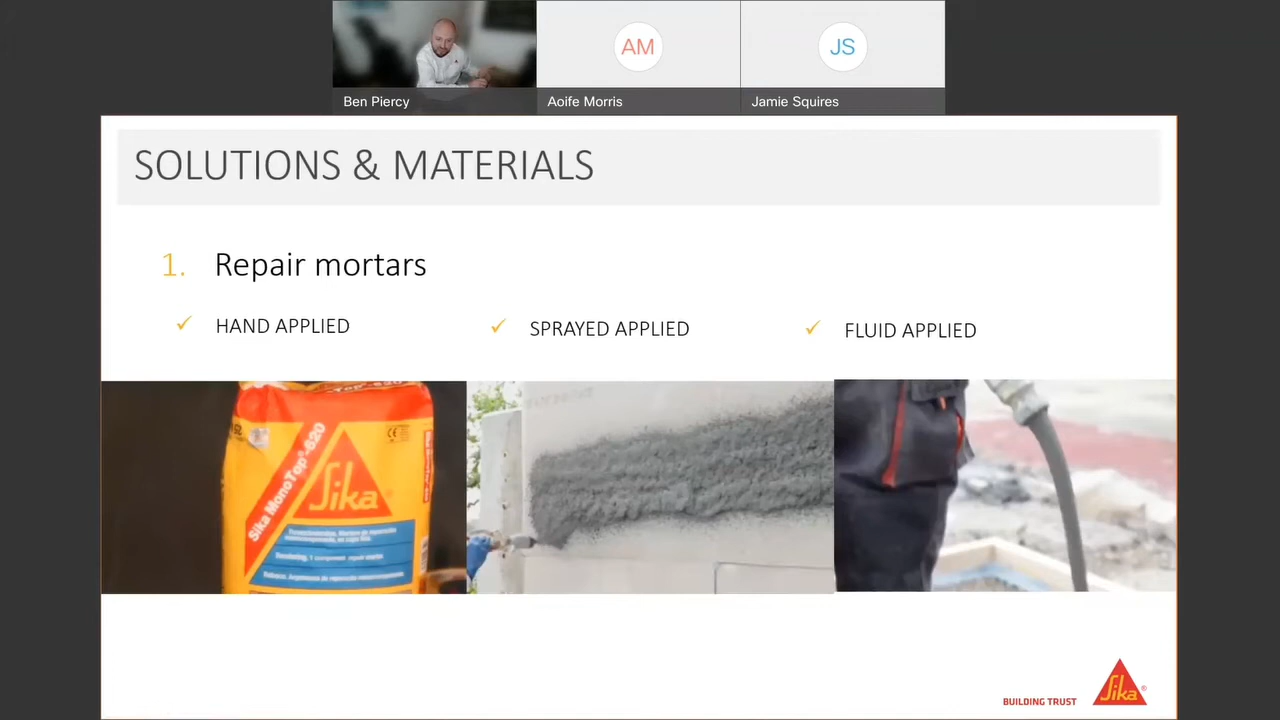 AM
JS
Ben Piercy
Aoife Morris
Jamie Squires
SOLUTIONS & MATERIALS
1. Repair mortars
✓ HAND APPLIED
✓ SPRAYED APPLIED
✓ FLUID APPLIED
Sika MonoTop®-620
CE
Sika®
BUILDING TRUST
Sika®